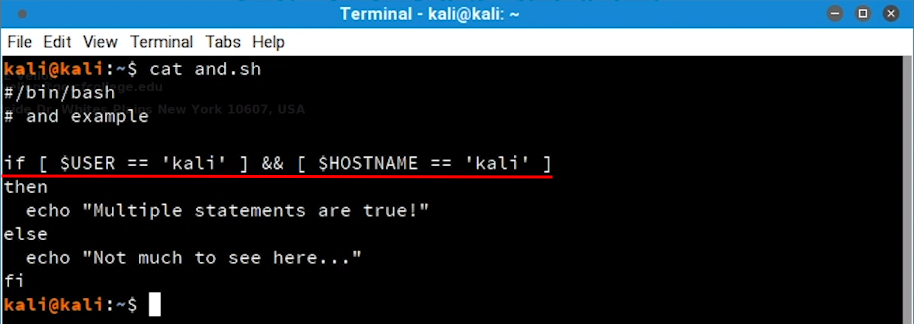 Terminal - kali@kali: ~
File Edit View Terminal Tabs Help
kali@kali:~$ cat and.sh
#/bin/bash
# and example
if [ $USER == 'kali' ] && [ $HOSTNAME == 'kali' ]
then
  echo "Multiple statements are true!"
else
  echo "Not much to see here..."
fi
kali@kali:~$